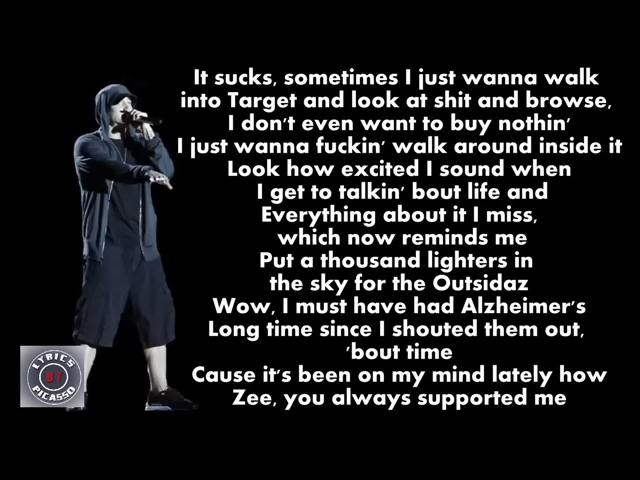 It sucks, sometimes I just wanna walk
into Target and look at shit and browse,
I don't even want to buy nothin'
I just wanna fuckin' walk around inside it
Look how excited I sound when
I get to talkin' bout life and
Everything about it I miss,
which now reminds me
Put a thousand lighters in
the sky for the Outsidaz
Wow, I must have had Alzheimer's
Long time since I shouted them out,
'bout time
Cause it's been on my mind lately how
Zee, you always supported me
LYRICS
BY
PICASSO